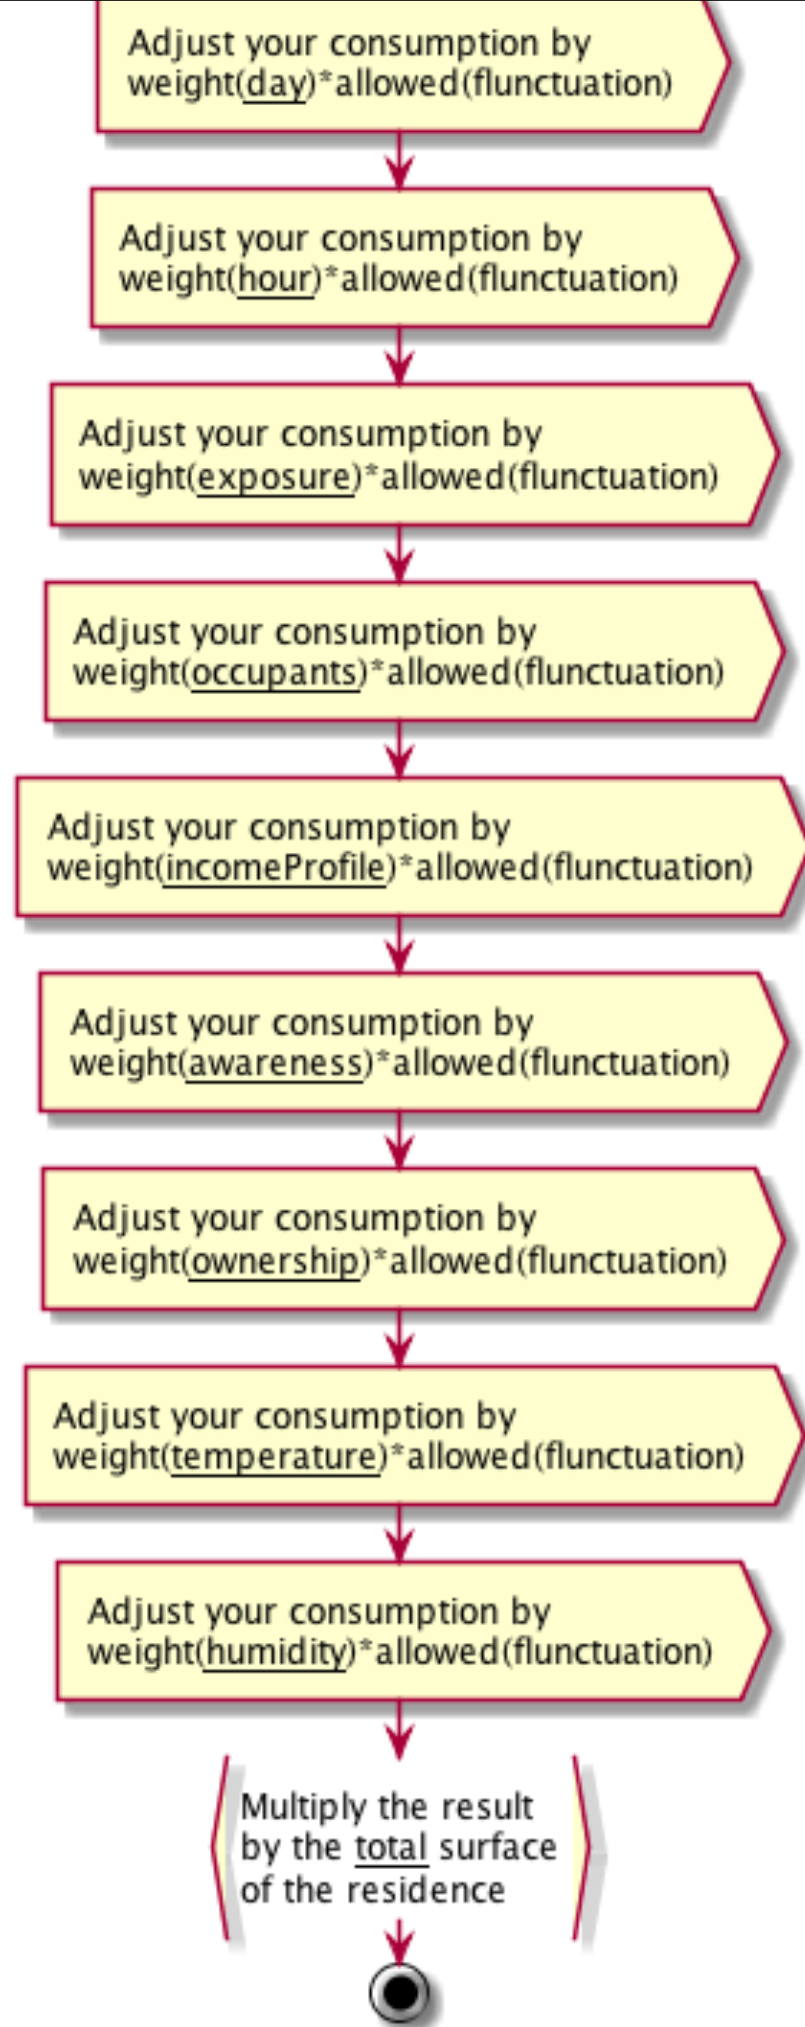 Adjust your consumption by
weight(day)*allowed(flunctuation)
Adjust your consumption by
weight(hour)*allowed(flunctuation)
Adjust your consumption by
weight(exposure)*allowed(flunctuation)
Adjust your consumption by
weight(occupants)*allowed(flunctuation)
Adjust your consumption by
weight(incomeProfile)*allowed(flunctuation)
Adjust your consumption by
weight(awareness)*allowed(flunctuation)
Adjust your consumption by
weight(ownership)*allowed(flunctuation)
Adjust your consumption by
weight(temperature)*allowed(flunctuation)
Adjust your consumption by
weight(humidity)*allowed(flunctuation)
Multiply the result
by the total surface
of the residence